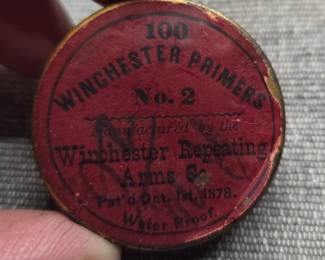 100
WINCHESTER PRIMERS
No. 2
Manufactured by the
Winchester Repeating
Arms Co.
Pat'd Oct. 1st, 1878.
Water Proof.